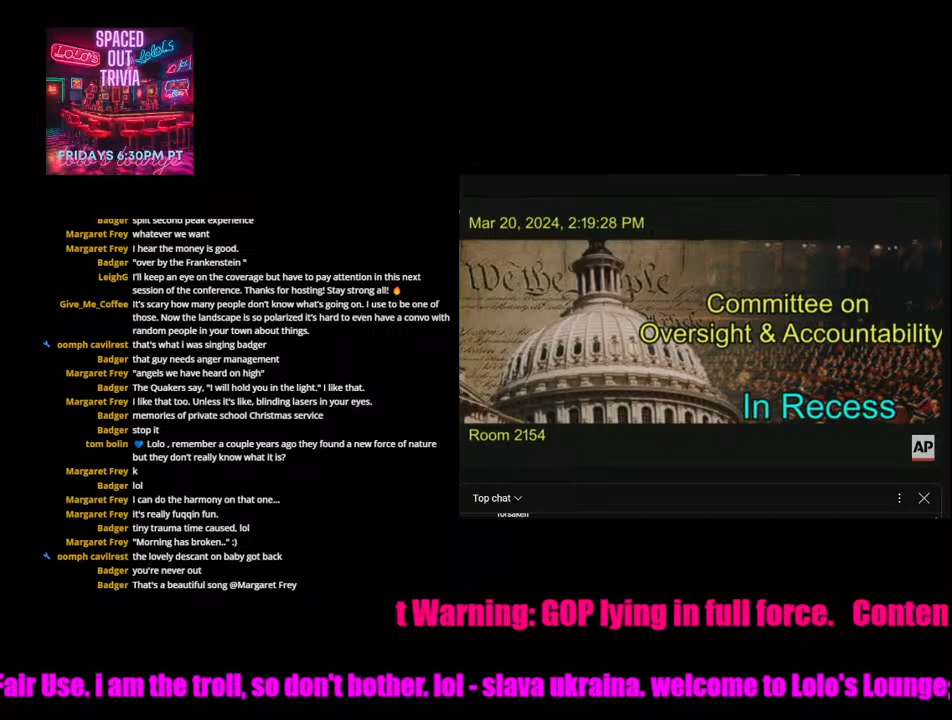 SPACED
OUT
TRIVIA
LOLO'S
LOLO'S
FRIDAYS 6:30PM PT
lolo's lounge
Badger split second peak experience
Margaret Frey whatever we want
Margaret Frey I hear the money is good.
Badger "over by the Frankenstein "
LeighG I'll keep an eye on the coverage but have to pay attention in this next
session of the conference. Thanks for hosting! Stay strong all! 🔥
Give_Me_Coffee It's scary how many people don't know what's going on. I use to be one of
those. Now the landscape is so polarized it's hard to even have a convo with
random people in your town about things.
oomph cavilrest that's what i was singing badger
Badger that guy needs anger management
Margaret Frey "angels we have heard on high"
Badger The Quakers say, "I will hold you in the light." I like that.
Margaret Frey I like that too. Unless it's like, blinding lasers in your eyes.
Badger memories of private school Christmas service
Badger stop it
tom bolin 💙 Lolo , remember a couple years ago they found a new force of nature
but they don't really know what it is?
Margaret Frey k
Badger lol
Margaret Frey I can do the harmony on that one...
Margaret Frey it's really fuqqin fun.
Badger tiny trauma time caused, lol
Margaret Frey "Morning has broken.." :)
oomph cavilrest the lovely descant on baby got back
Badger you're never out
Badger That's a beautiful song @Margaret Frey
Mar 20, 2024, 2:19:28 PM
We the People
Committee on
Oversight & Accountability
In Recess
Room 2154
AP
Top chat
forsaken
t Warning: GOP lying in full force. Conten
Fair Use. i am the troll, so don't bother. lol - slava ukraina. welcome to Lolo's Lounge;